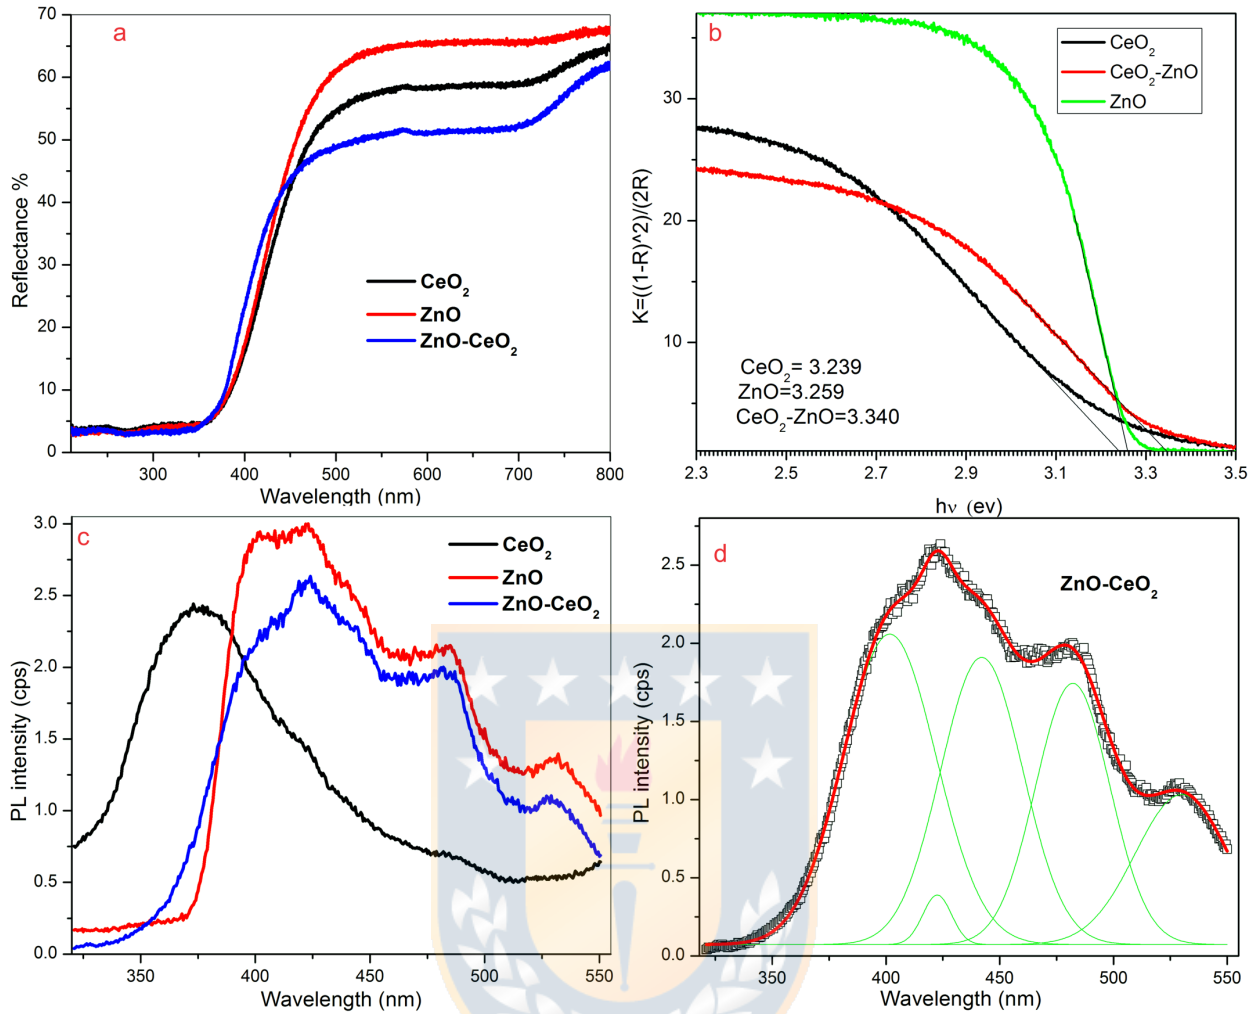 a
70
60
50
40
30
20
10
0
Reflectance %
CeO₂
ZnO
ZnO-CeO₂
300 400 500 600 700 800
Wavelength (nm)
b
30
20
10
K=((1-R)^2)/(2R)
CeO₂
CeO₂-ZnO
ZnO
CeO₂= 3.239
ZnO=3.259
CeO₂-ZnO=3.340
2.3 2.5 2.7 2.9 3.1 3.3 3.5
hν (ev)
c
3.0
2.5
2.0
1.5
1.0
0.5
0.0
PL intensity (cps)
CeO₂
ZnO
ZnO-CeO₂
350 400 450 500 550
Wavelength (nm)
d
2.5
2.0
1.5
1.0
0.5
0.0
PL intensity (cps)
ZnO-CeO₂
350 400 450 500 550
Wavelength (nm)